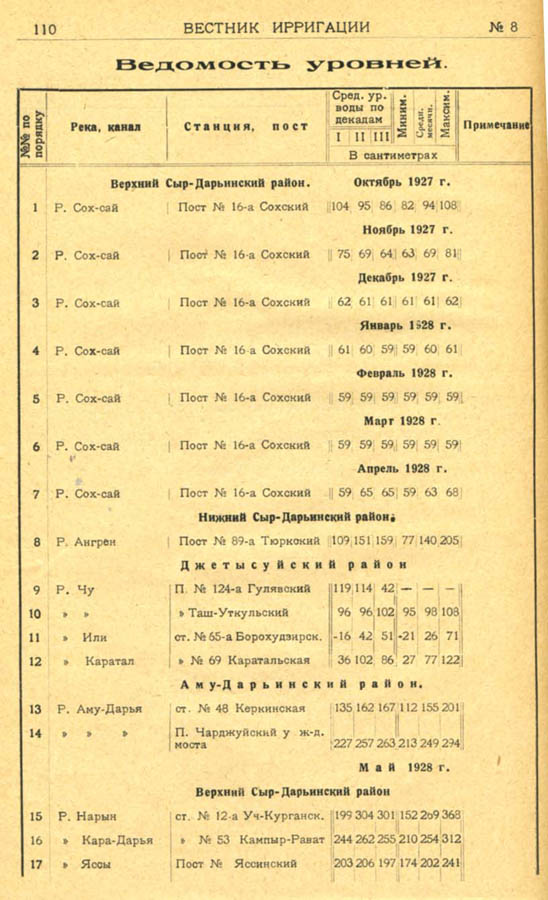 110 ВЕСТНИК ИРРИГАЦИИ № 8
Ведомость уровней.
№№ по порядку
Река, канал
Станция, пост
Сред. ур. воды по декадам
I II III
Миним.
Средн. месячн.
Максим.
Примечание
В сантиметрах
Верхний Сыр-Дарьинский район. Октябрь 1927 г.
1 Р. Сох-сай Пост № 16-а Сохский 104 95 86 82 94 108
Ноябрь 1927 г.
2 Р. Сох-сай Пост № 16-а Сохский 75 69 64 63 69 81
Декабрь 1927 г.
3 Р. Сох-сай Пост № 16-а Сохский 62 61 61 61 61 62
Январь 1928 г.
4 Р. Сох-сай Пост № 16-а Сохский 61 60 59 59 60 61
Февраль 1928 г.
5 Р. Сох-сай Пост № 16-а Сохский 59 59 59 59 59 59
Март 1928 г.
6 Р. Сох-сай Пост № 16-а Сохский 59 59 59 59 59 59
Апрель 1928 г.
7 Р. Сох-сай Пост № 16-а Сохский 59 65 65 59 63 68
Нижний Сыр-Дарьинский район.
8 Р. Ангрен Пост № 89-а Тюркский 109 151 159 77 140 205
Джетысуйский район
9 Р. Чу П. № 124-а Гулявский 119 114 42 — — —
10 » » » Таш-Уткульский 96 96 102 95 98 108
11 » Или ст. № 65-а Борохудзирск. -16 42 51 -21 26 71
12 » Каратал » № 69 Каратальская 36 102 86 27 77 122
Аму-Дарьинский район.
13 Р. Аму-Дарья ст. № 48 Керкинская 135 162 167 112 155 201
14 » » » П. Чарджуйский у ж-д.
моста 227 257 263 213 249 294
Май 1928 г.
Верхний Сыр-Дарьинский район
15 Р. Нарын ст. № 12-а Уч-Курганск. 199 304 301 152 269 368
16 » Кара-Дарья » № 53 Кампыр-Рават 244 262 255 210 254 312
17 » Яссы Пост № Яссинский 203 206 197 174 202 241